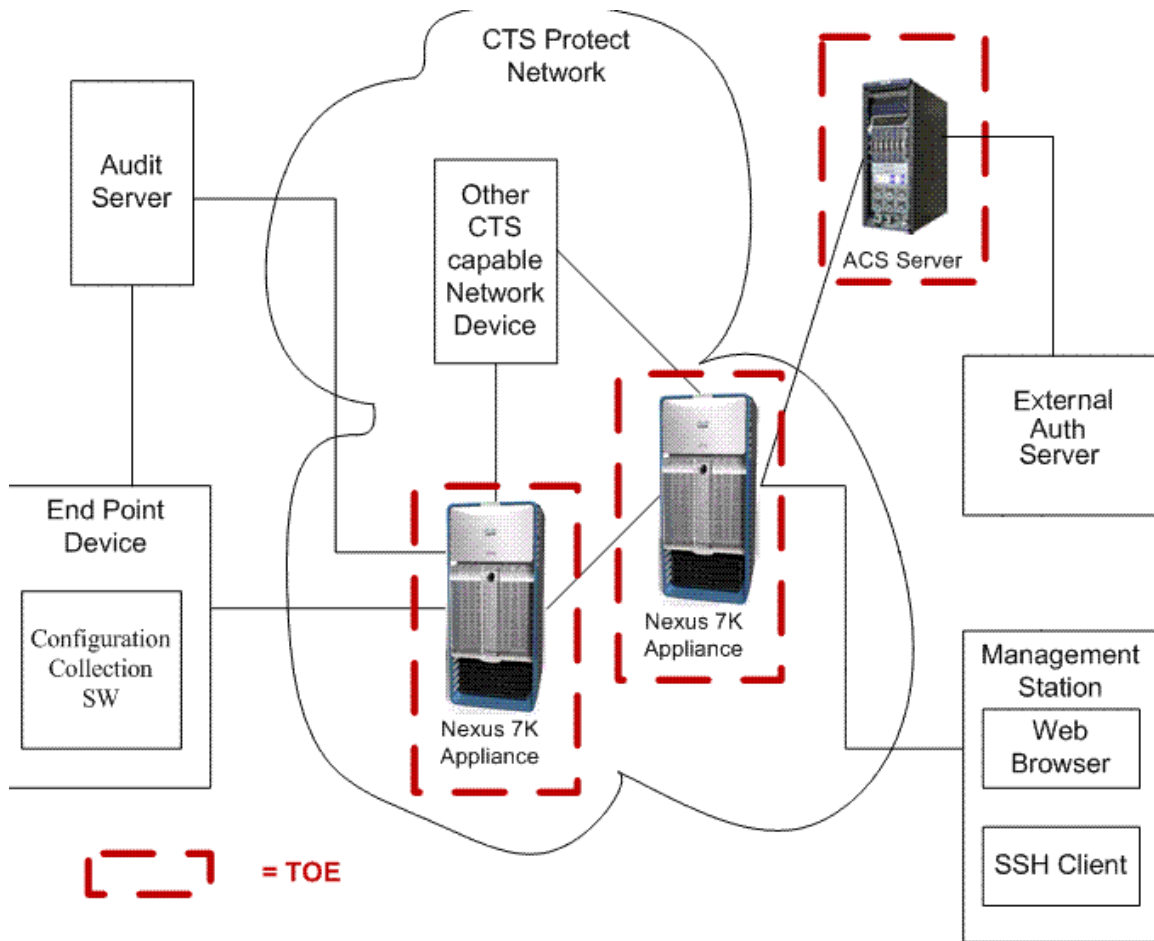 CTS Protect
Network
Audit
Server
Other
CTS
capable
Network
Device
ACS Server
External
Auth
Server
End Point
Device
Configuration
Collection
SW
Nexus 7K
Appliance
Nexus 7K
Appliance
Management
Station
Web
Browser
SSH Client
= TOE